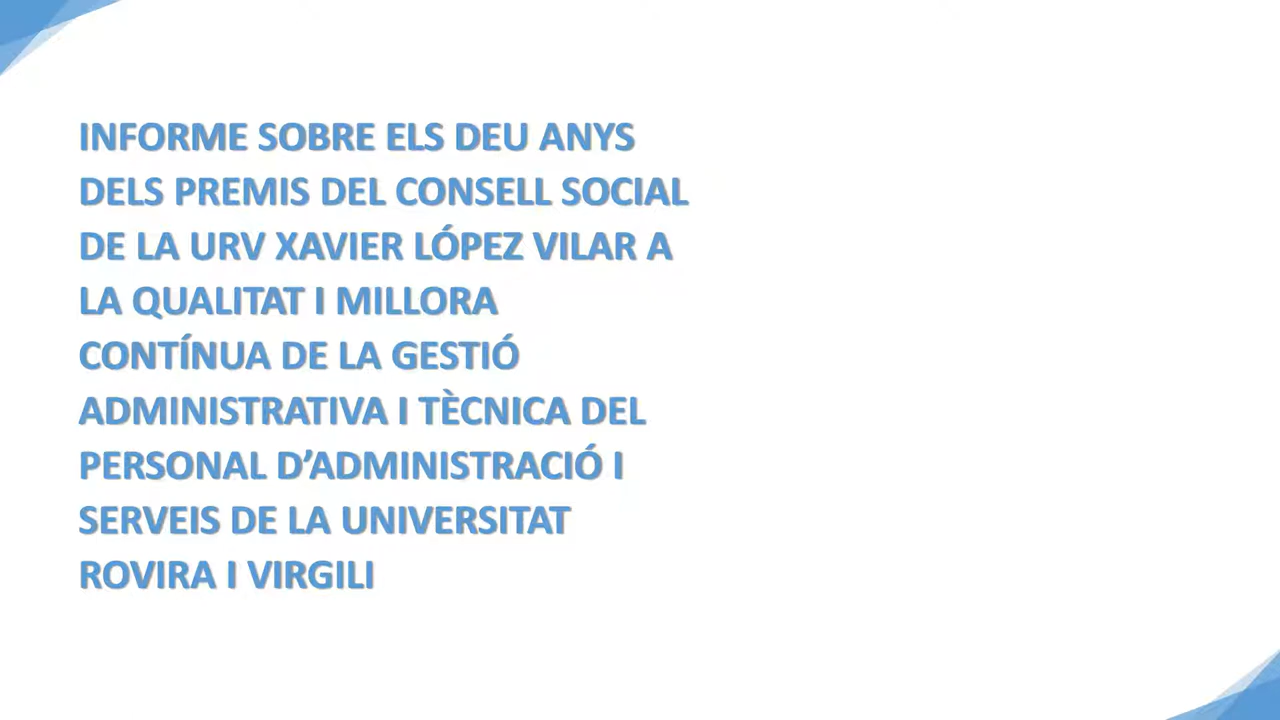 INFORME SOBRE ELS DEU ANYS
DELS PREMIS DEL CONSELL SOCIAL
DE LA URV XAVIER LÓPEZ VILAR A
LA QUALITAT I MILLORA
CONTÍNUA DE LA GESTIÓ
ADMINISTRATIVA I TÈCNICA DEL
PERSONAL D’ADMINISTRACIÓ I
SERVEIS DE LA UNIVERSITAT
ROVIRA I VIRGILI